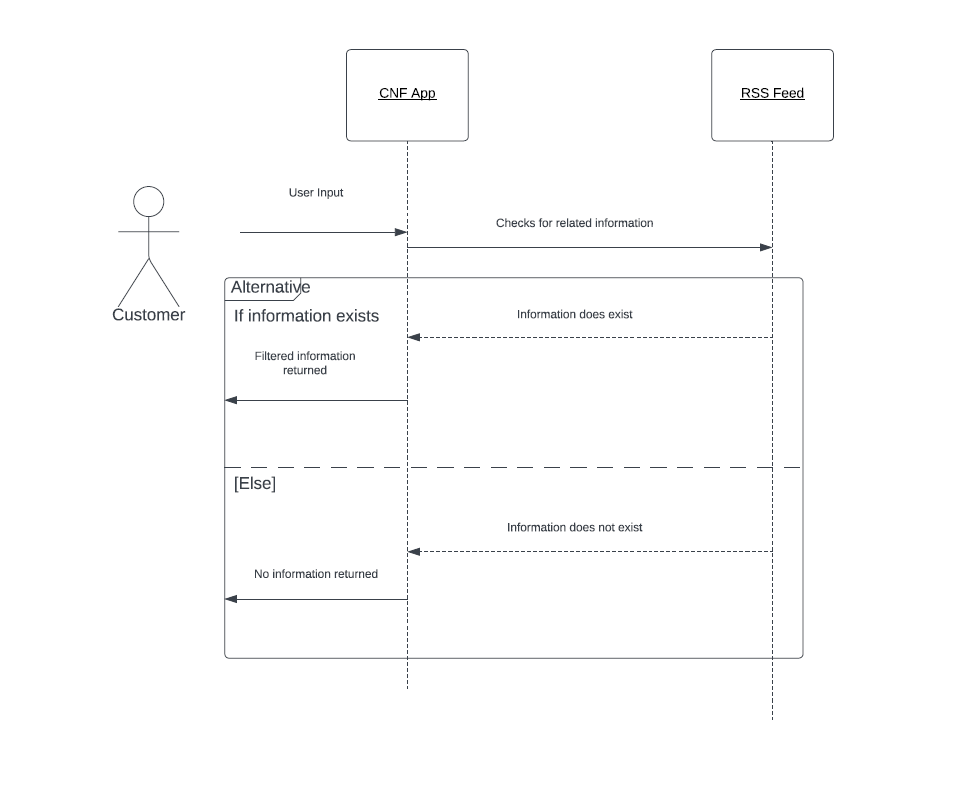 CNF App
RSS Feed
User Input
Checks for related information
Customer
Alternative
If information exists
Information does exist
Filtered information
returned
[Else]
Information does not exist
No information returned